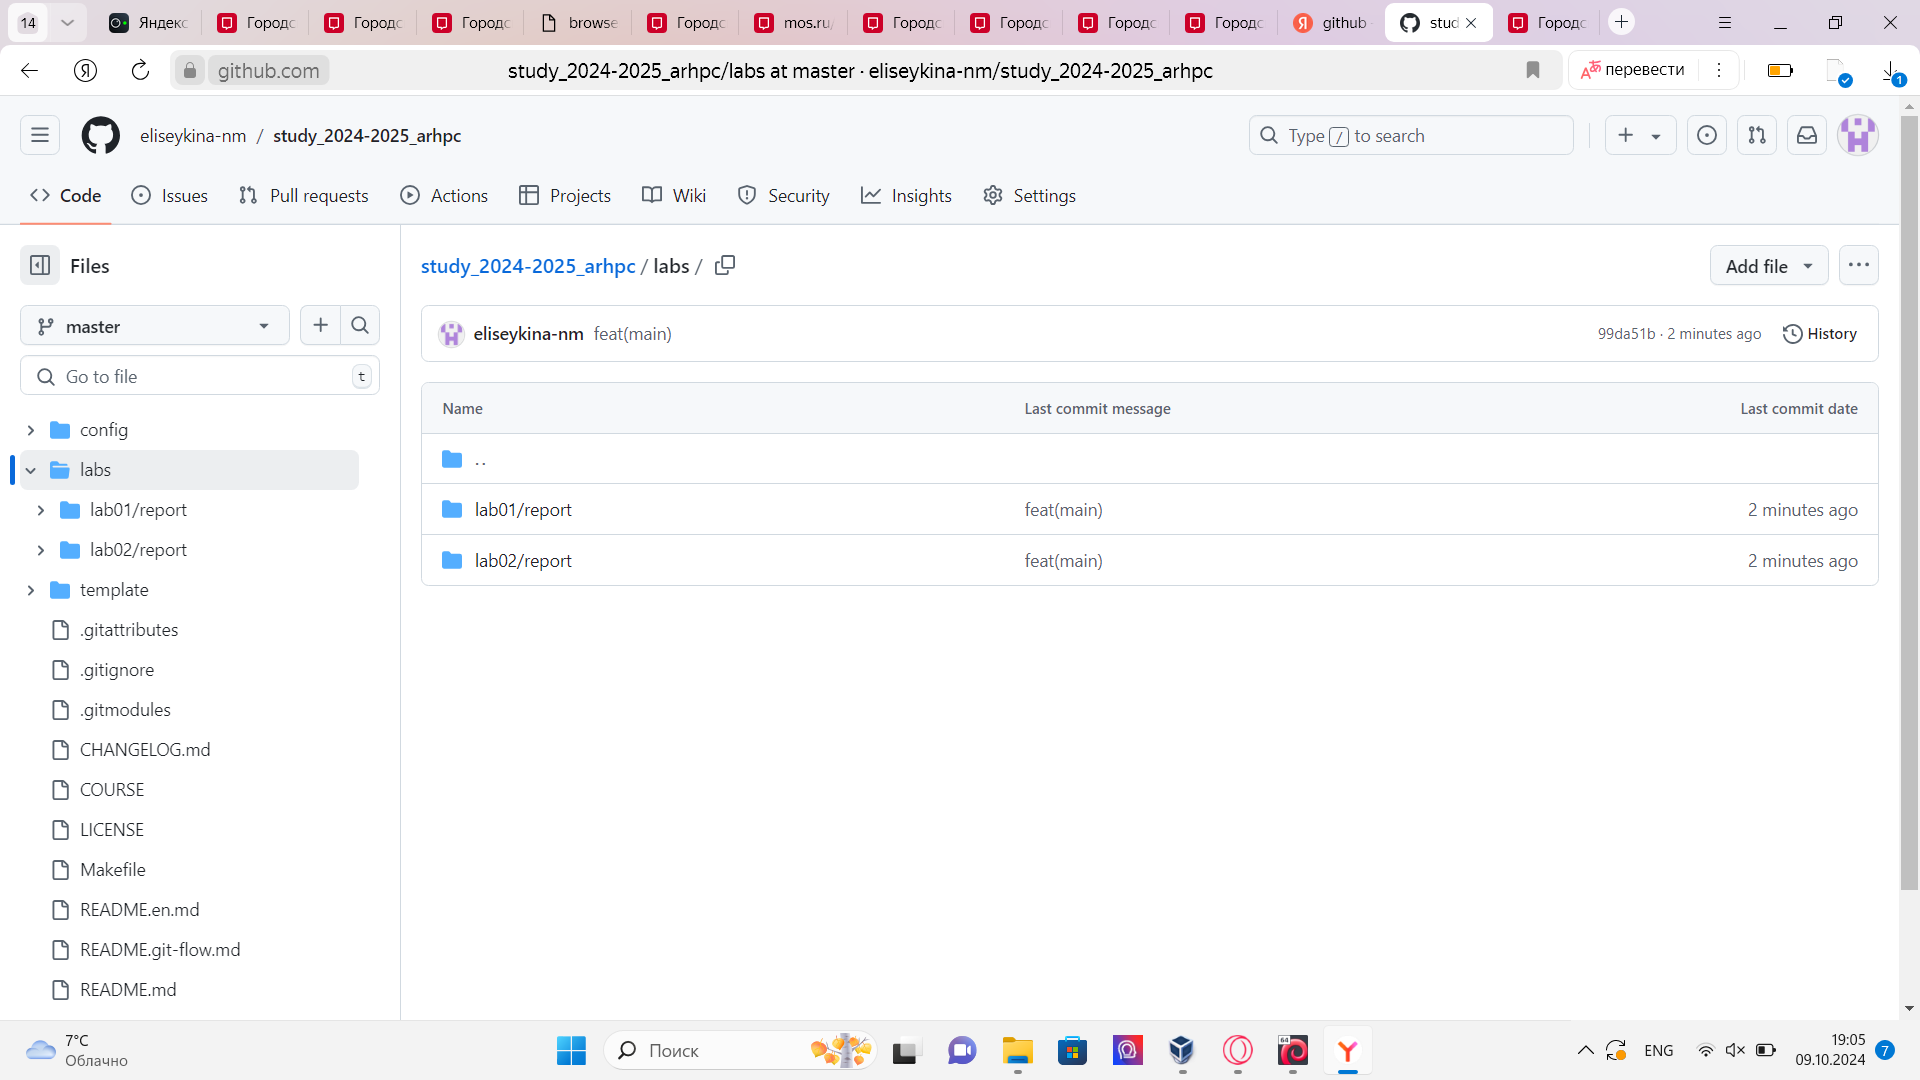 14
Яндекс
Городс
Городс
Городс
browse
Городс
mos.ru/
Городс
Городс
Городс
Городс
github
stud
Городс
github.com
study_2024-2025_arhpc/labs at master · eliseykina-nm/study_2024-2025_arhpc
перевести
1
eliseykina-nm / study_2024-2025_arhpc
Type / to search
Code
Issues
Pull requests
Actions
Projects
Wiki
Security
Insights
Settings
Files
master
Go to file
t
config
labs
lab01/report
lab02/report
template
.gitattributes
.gitignore
.gitmodules
CHANGELOG.md
COURSE
LICENSE
Makefile
README.en.md
README.git-flow.md
README.md
study_2024-2025_arhpc / labs /
Add file
eliseykina-nm feat(main)
99da51b · 2 minutes ago
History
Name Last commit message Last commit date
..
lab01/report feat(main) 2 minutes ago
lab02/report feat(main) 2 minutes ago
7°C
Облачно
Поиск
64
ENG
19:05
09.10.2024
7